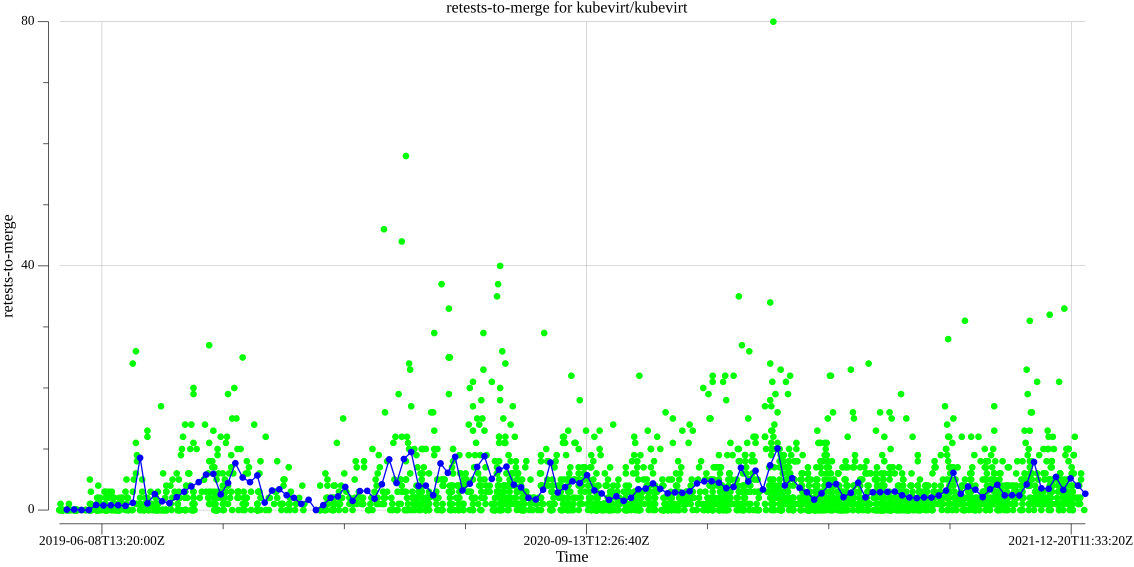 retests-to-merge for kubevirt/kubevirt
80
40
0
retests-to-merge
2019-06-08T13:20:00Z
2020-09-13T12:26:40Z
2021-12-20T11:33:20Z
Time